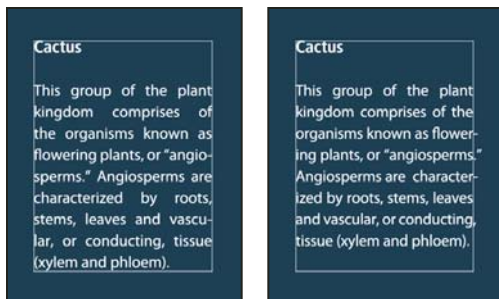 Cactus
This group of the plant
kingdom comprises of
the organisms known as
flowering plants, or “angio-
sperms.” Angiosperms are
characterized by roots,
stems, leaves and vascu-
lar, or conducting, tissue
(xylem and phloem).
Cactus
This group of the plant
kingdom comprises of the
organisms known as flower-
ing plants, or “angiosperms.”
Angiosperms are character-
ized by roots, stems, leaves
and vascular, or conducting,
tissue (xylem and phloem).